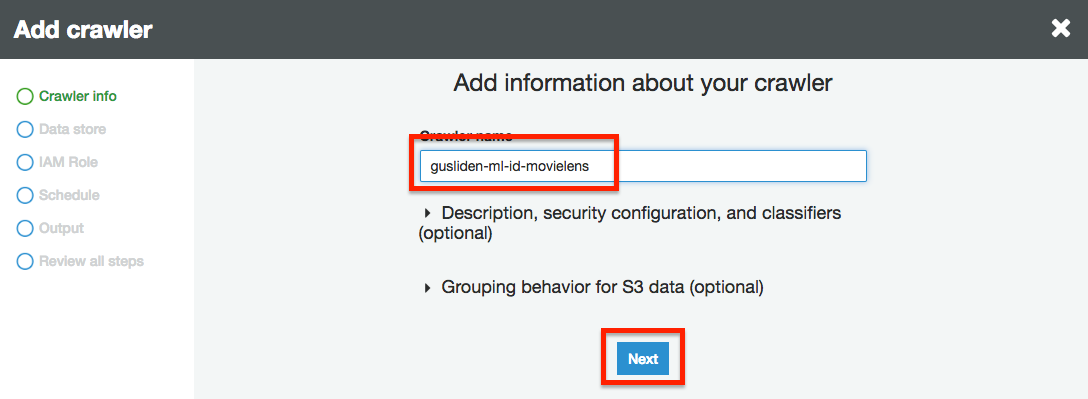 Add crawler
Crawler info
Data store
IAM Role
Schedule
Output
Review all steps
Add information about your crawler
Crawler name
gusliden-ml-id-movielens
Description, security configuration, and classifiers
(optional)
Grouping behavior for S3 data (optional)
Next